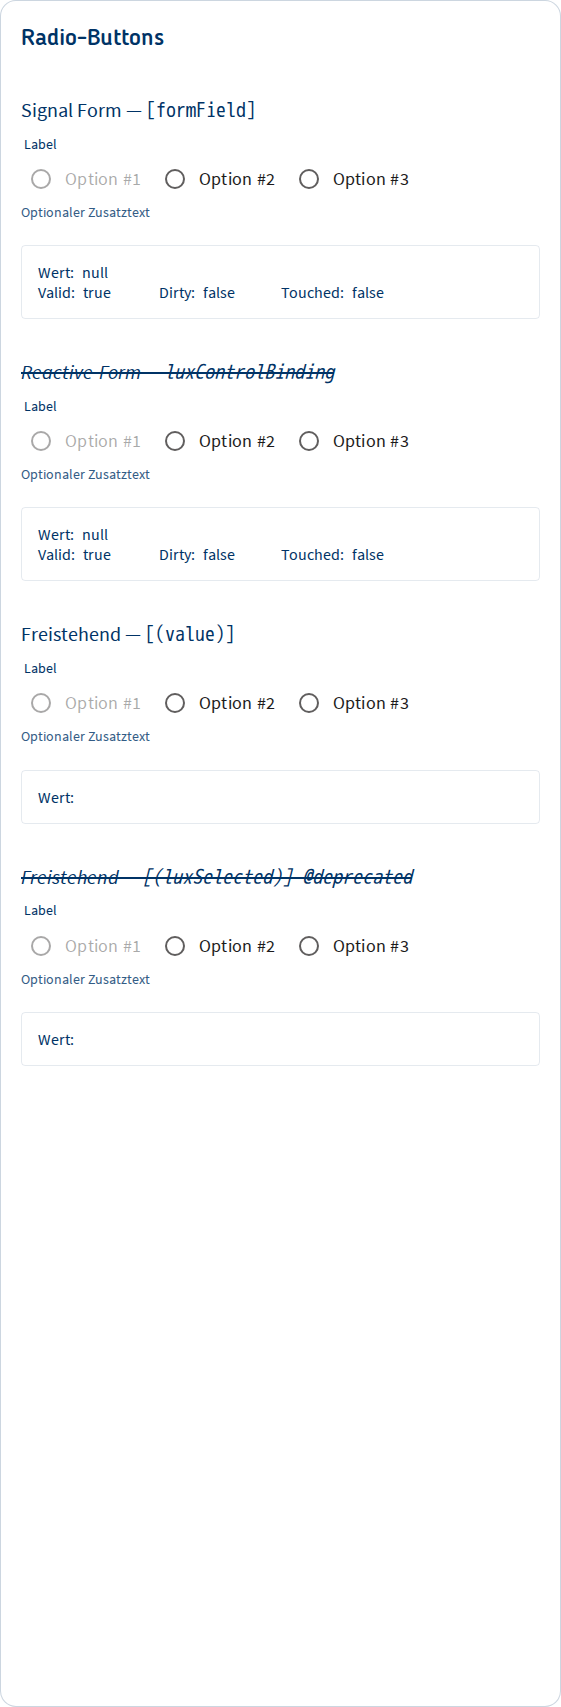 Radio-Buttons
Signal Form — [formField]
Label
Option #1 Option #2 Option #3
Optionaler Zusatztext
Wert: null
Valid: true Dirty: false Touched: false
Reactive Form — luxControlBinding
Label
Option #1 Option #2 Option #3
Optionaler Zusatztext
Wert: null
Valid: true Dirty: false Touched: false
Freistehend — [(value)]
Label
Option #1 Option #2 Option #3
Optionaler Zusatztext
Wert:
Freistehend — [(luxSelected)] @deprecated
Label
Option #1 Option #2 Option #3
Optionaler Zusatztext
Wert: